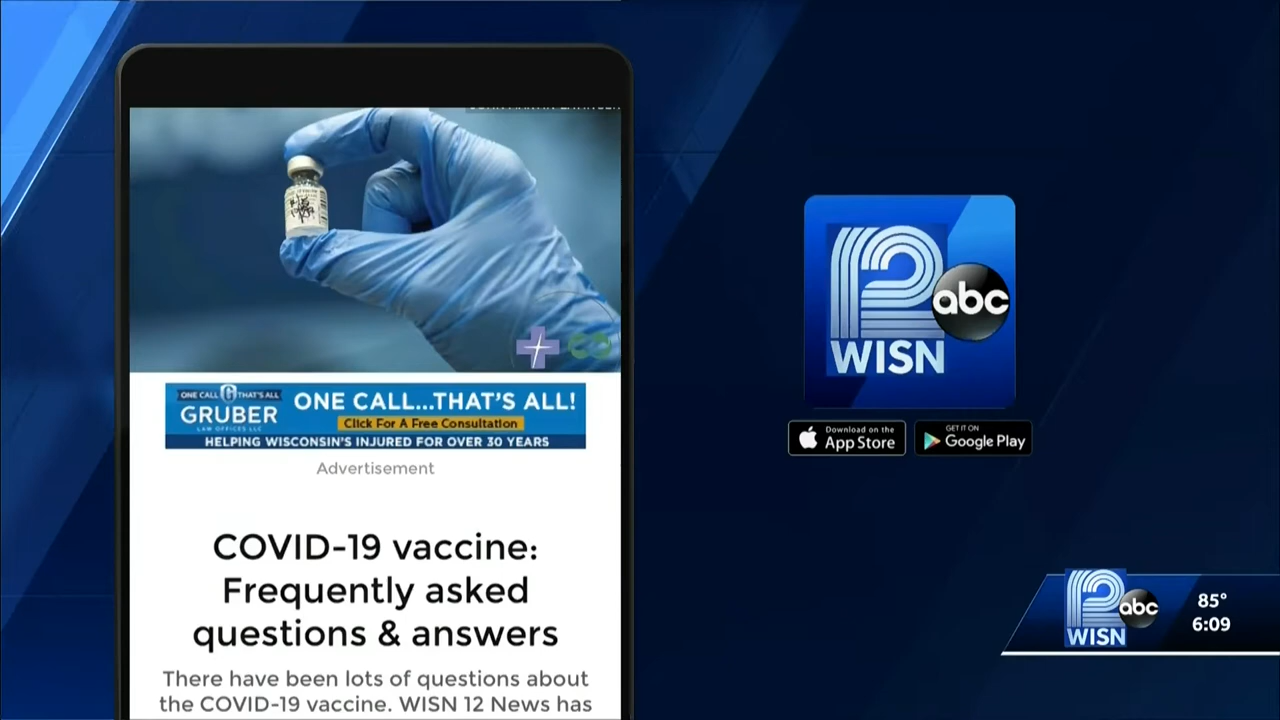 ONE CALL G THAT'S ALL
GRUBER
LAW OFFICES LLC
ONE CALL...THAT'S ALL!
Click For A Free Consultation
HELPING WISCONSIN'S INJURED FOR OVER 30 YEARS
Advertisement
COVID-19 vaccine:
Frequently asked
questions & answers
There have been lots of questions about
the COVID-19 vaccine. WISN 12 News has
12
abc
WISN
Download on the
App Store
GET IT ON
Google Play
12
abc
WISN
85°
6:09